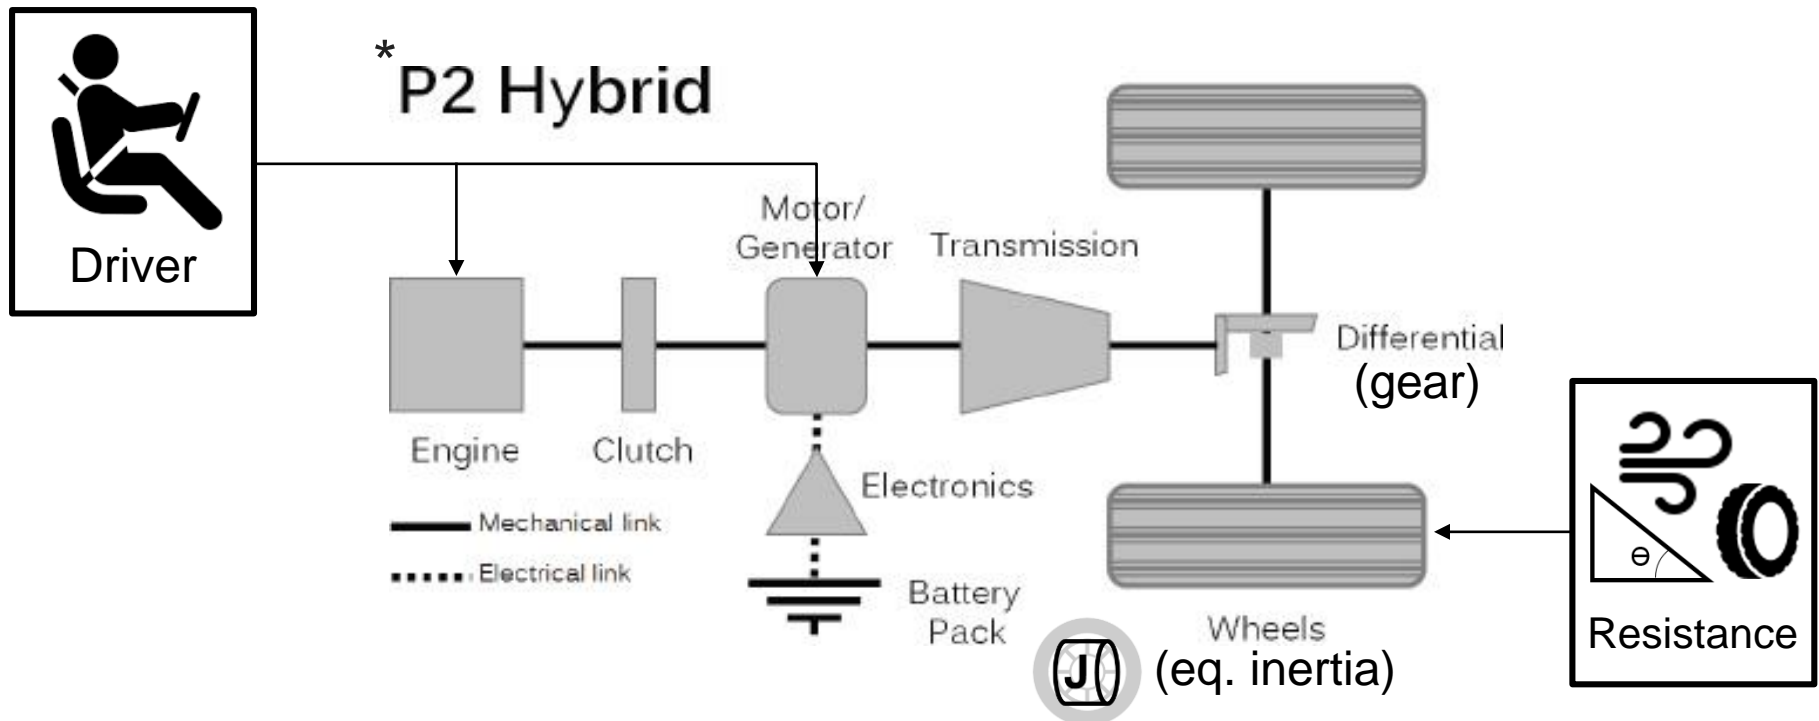 *
P2 Hybrid
Driver
Motor/
Generator
Transmission
Differential
(gear)
Engine
Clutch
Electronics
Mechanical link
Electrical link
Battery
Pack
Wheels
J
(eq. inertia)
Θ
Resistance